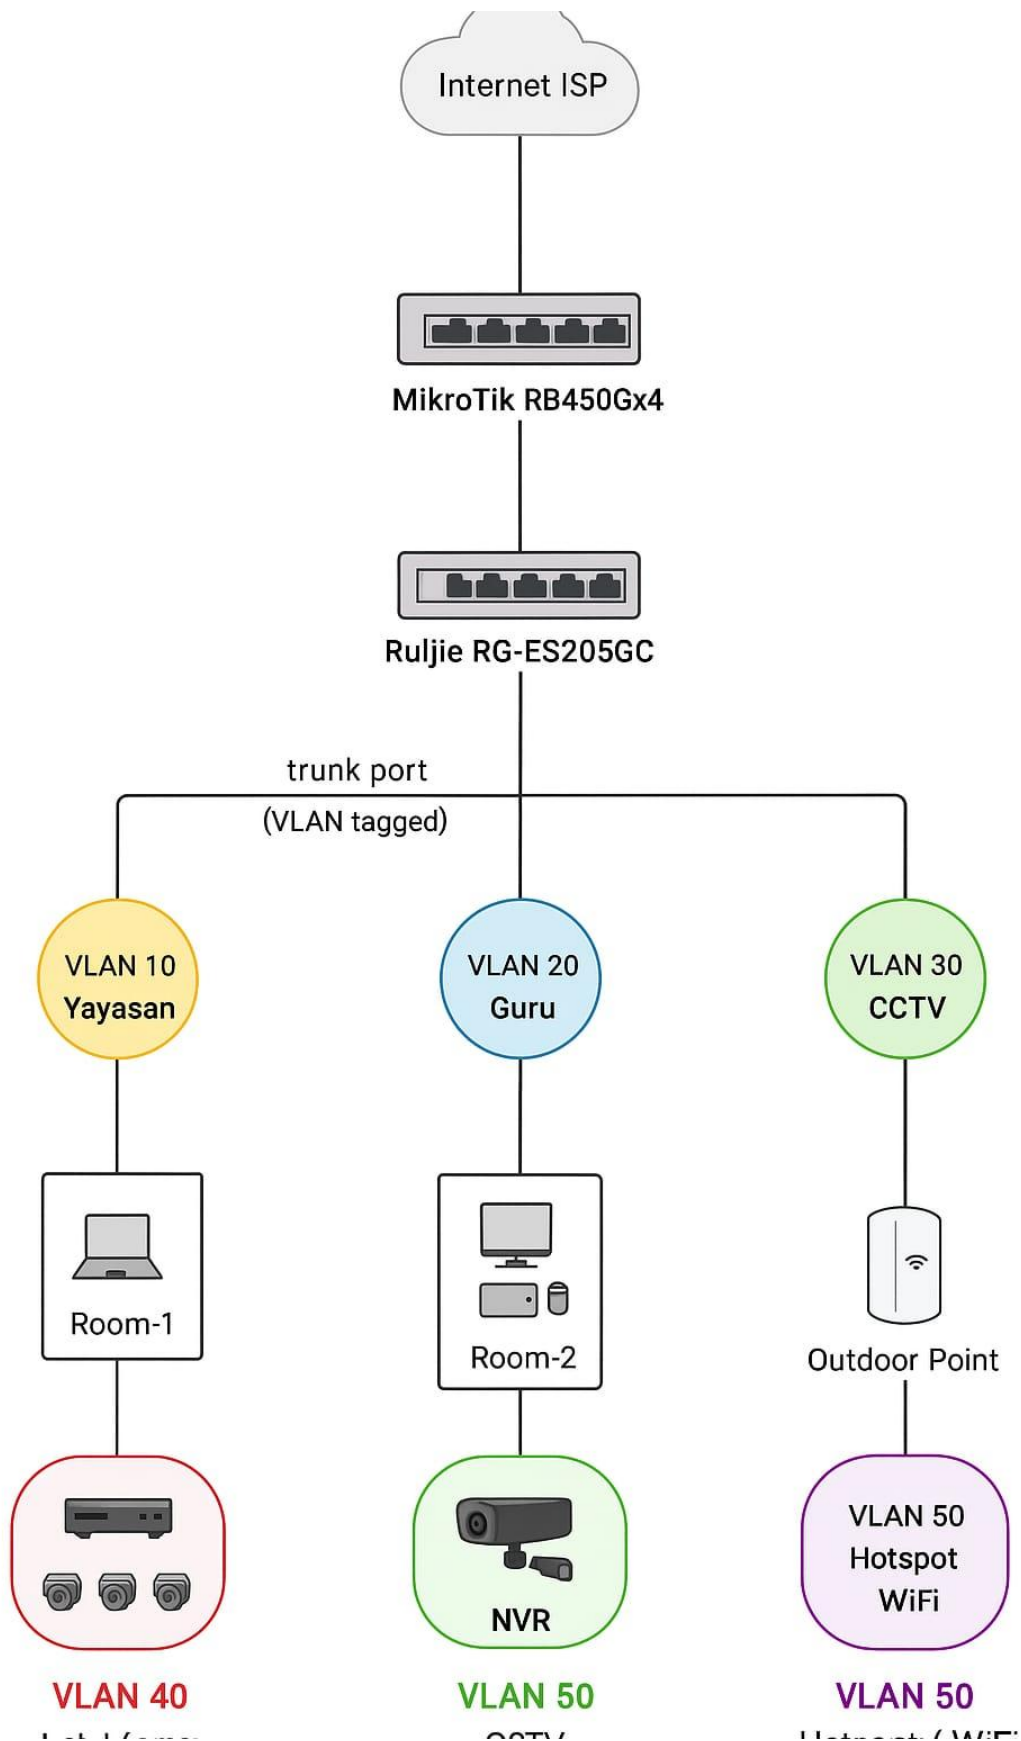 Internet ISP
MikroTik RB450Gx4
Ruljie RG-ES205GC
trunk port
(VLAN tagged)
VLAN 10
Yayasan
VLAN 20
Guru
VLAN 30
CCTV
Room-1
Room-2
Outdoor Point
NVR
VLAN 50
Hotspot
WiFi
VLAN 40
VLAN 50
VLAN 50